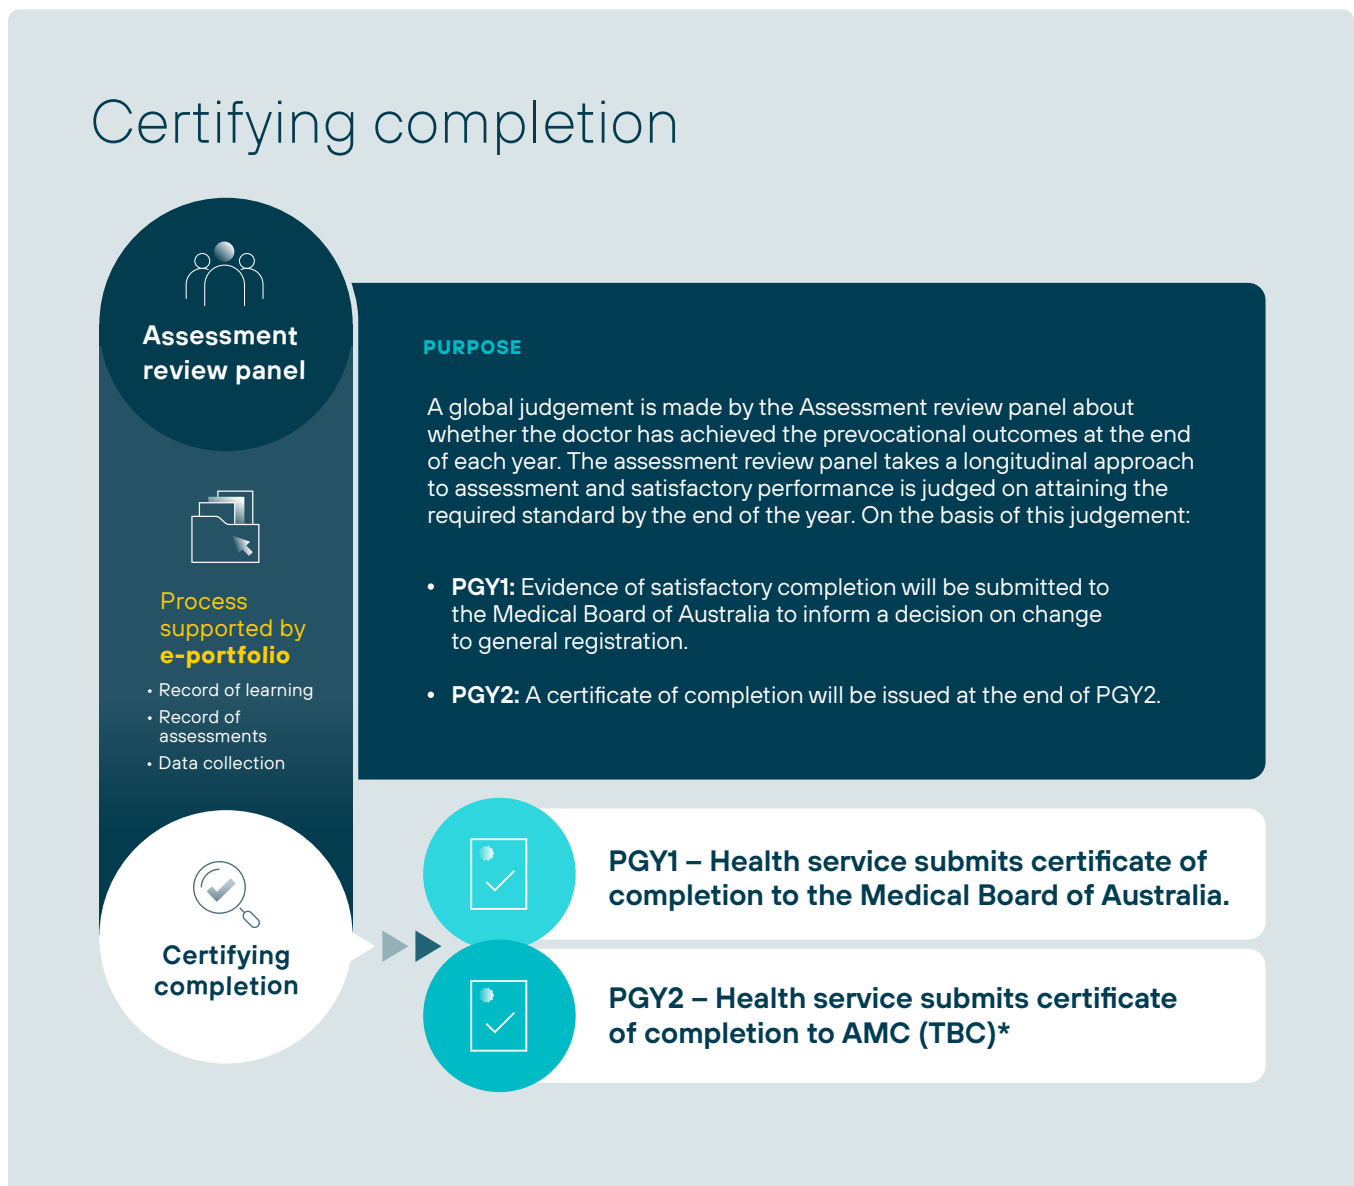 Certifying completion
Assessment
review panel
Process
supported by
e-portfolio
• Record of learning
• Record of
assessments
• Data collection
Certifying
completion
PURPOSE
A global judgement is made by the Assessment review panel about
whether the doctor has achieved the prevocational outcomes at the end
of each year. The assessment review panel takes a longitudinal approach
to assessment and satisfactory performance is judged on attaining the
required standard by the end of the year. On the basis of this judgement:
• PGY1: Evidence of satisfactory completion will be submitted to
the Medical Board of Australia to inform a decision on change
to general registration.
• PGY2: A certificate of completion will be issued at the end of PGY2.
PGY1 – Health service submits certificate of
completion to the Medical Board of Australia.
PGY2 – Health service submits certificate
of completion to AMC (TBC)*